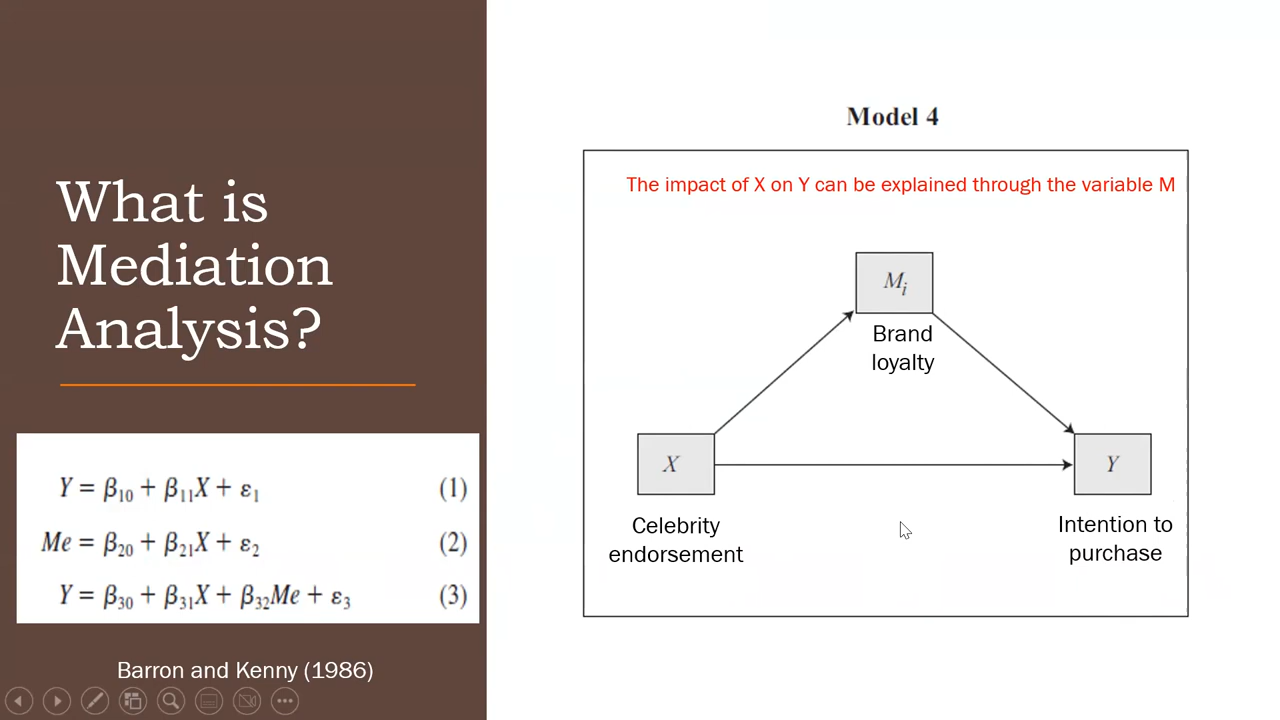 What is
Mediation
Analysis?
Y = β₁₀ + β₁₁X + ε₁ (1)
Me = β₂₀ + β₂₁X + ε₂ (2)
Y = β₃₀ + β₃₁X + β₃₂Me + ε₃ (3)
Barron and Kenny (1986)
Model 4
The impact of X on Y can be explained through the variable M
Mᵢ
Brand
loyalty
X
Y
Celebrity
endorsement
Intention to
purchase